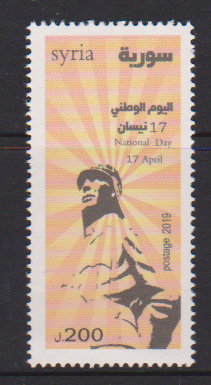 syria سورية
اليوم الوطني
17 نيسان
National Day
17 April
postage 2019
200 ل.